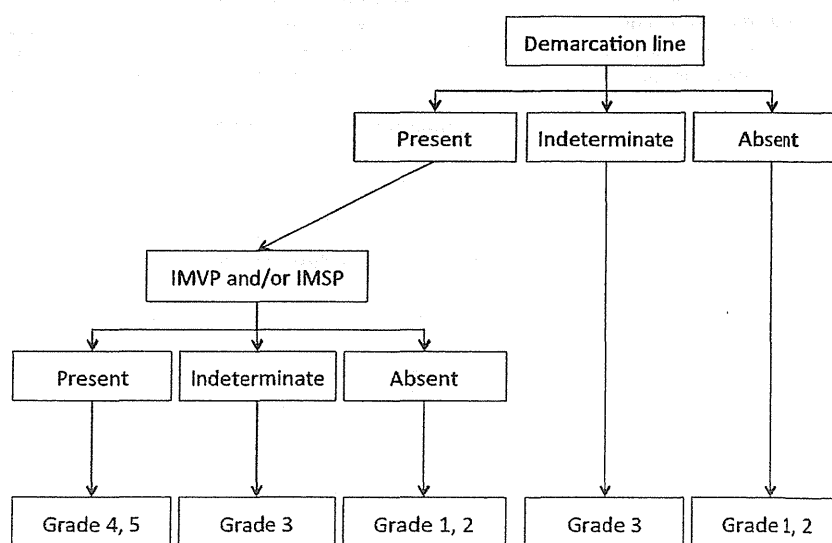 Demarcation line
Present
Indeterminate
Absent
IMVP and/or IMSP
Present
Indeterminate
Absent
Grade 4, 5
Grade 3
Grade 1, 2
Grade 3
Grade 1, 2